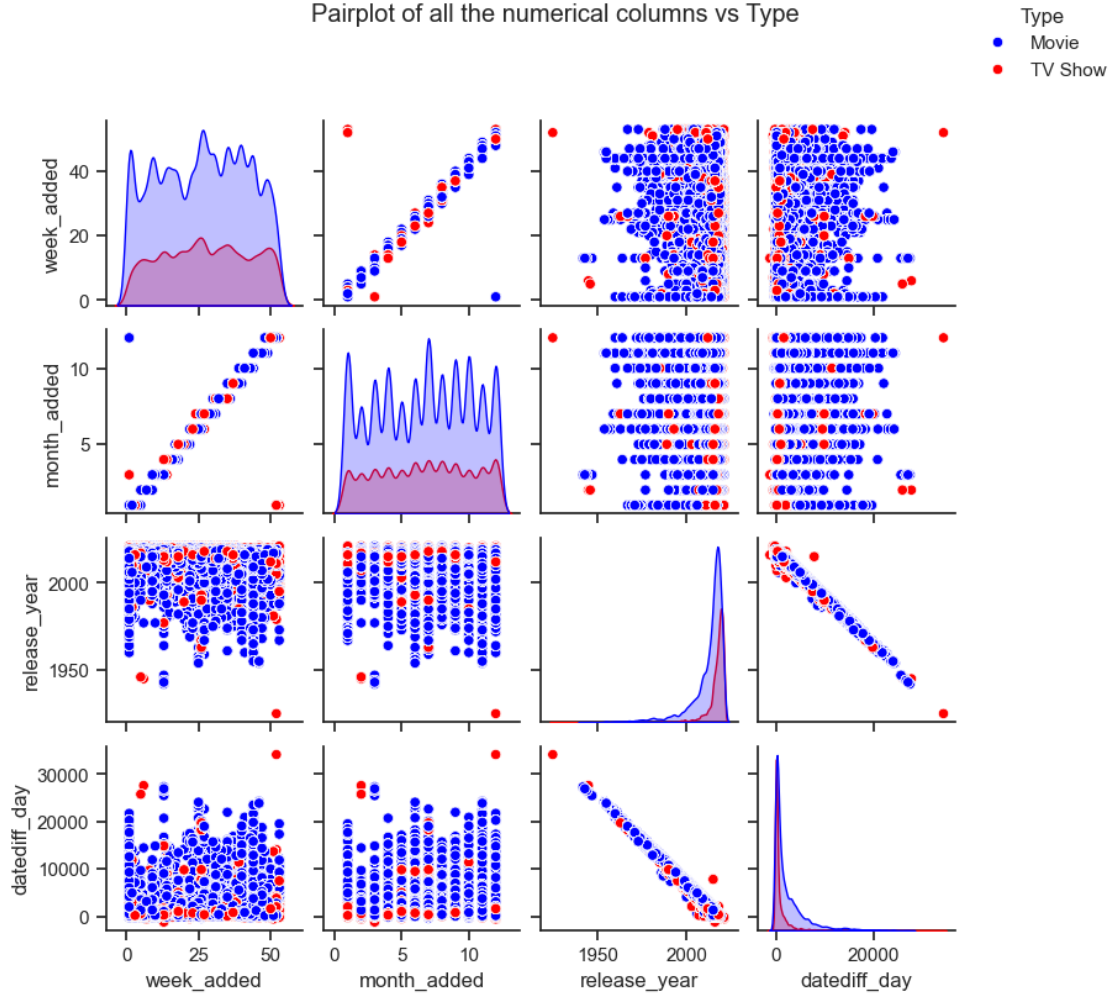 Pairplot of all the numerical columns vs Type
Type
Movie
TV Show
week_added
40
20
0
month_added
10
5
release_year
2000
1950
datediff_day
30000
20000
10000
0
0 25 50
0 5 10
1950 2000
0 20000
week_added
month_added
release_year
datediff_day